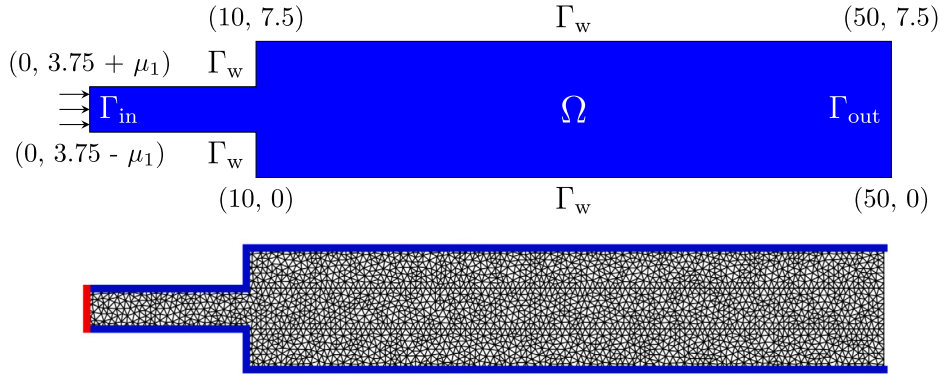 (10, 7.5) Γw (50, 7.5)
(0, 3.75 + μ1) Γw
Γin Ω Γout
(0, 3.75 - μ1) Γw
(10, 0) Γw (50, 0)